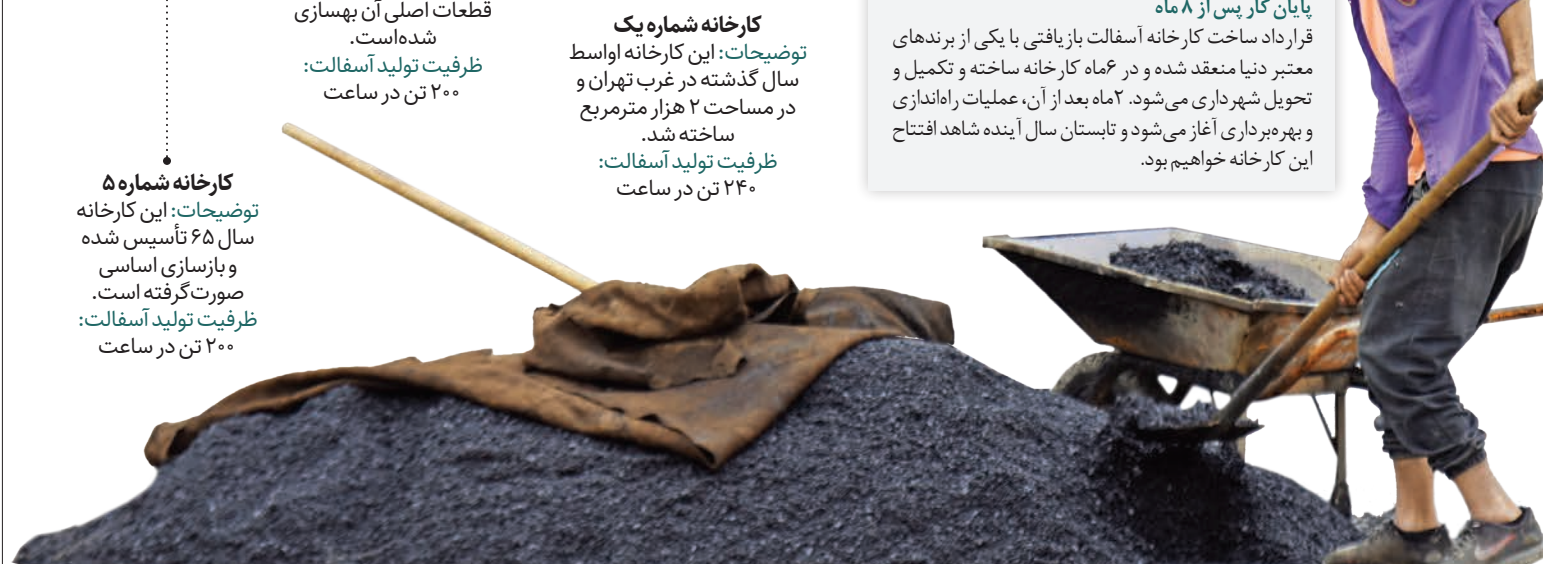 پایان کار پس از ۸ ماه
قرارداد ساخت کارخانه آسفالت بازیافتی با یکی از برندهای
معتبر دنیا منعقد شده و در ۶ماه کارخانه ساخته و تکمیل و
تحویل شهرداری می‌شود. ۲ماه بعد از آن، عملیات راه‌اندازی
و بهره‌برداری آغاز می‌شود و تابستان سال آینده شاهد افتتاح
این کارخانه خواهیم بود.
کارخانه شماره یک
توضیحات: این کارخانه اواسط
سال گذشته در غرب تهران و
در مساحت ۲ هزار مترمربع
ساخته شد.
ظرفیت تولید آسفالت:
۲۴۰ تن در ساعت
قطعات اصلی آن بهسازی
شده‌است.
ظرفیت تولید آسفالت:
۲۰۰ تن در ساعت
کارخانه شماره ۵
توضیحات: این کارخانه
سال ۶۵ تأسیس شده
و بازسازی اساسی
صورت‌گرفته است.
ظرفیت تولید آسفالت:
۲۰۰ تن در ساعت